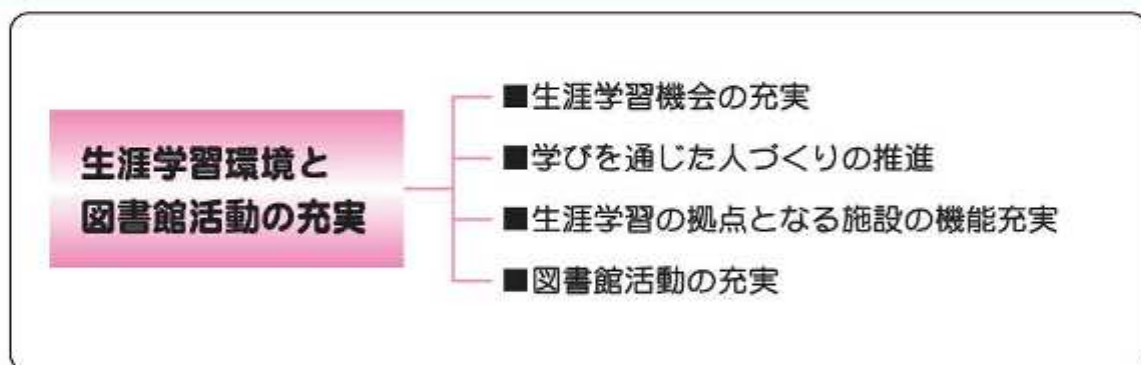 生涯学習環境と
図書館活動の充実
■生涯学習機会の充実
■学びを通じた人づくりの推進
■生涯学習の拠点となる施設の機能充実
■図書館活動の充実